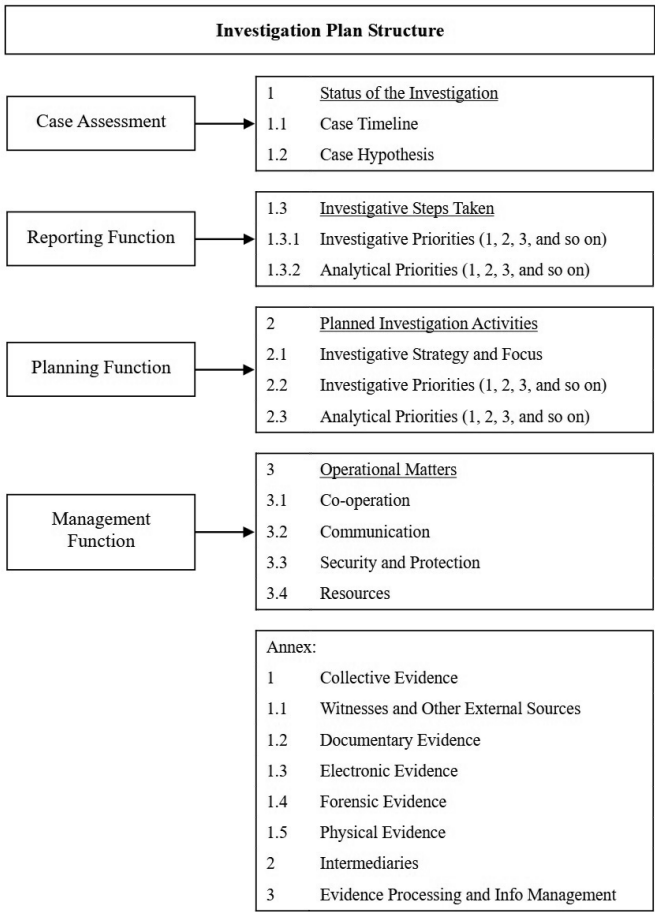 Investigation Plan Structure
Case Assessment
1 Status of the Investigation
1.1 Case Timeline
1.2 Case Hypothesis
Reporting Function
1.3 Investigative Steps Taken
1.3.1 Investigative Priorities (1, 2, 3, and so on)
1.3.2 Analytical Priorities (1, 2, 3, and so on)
Planning Function
2 Planned Investigation Activities
2.1 Investigative Strategy and Focus
2.2 Investigative Priorities (1, 2, 3, and so on)
2.3 Analytical Priorities (1, 2, 3, and so on)
Management
Function
3 Operational Matters
3.1 Co-operation
3.2 Communication
3.3 Security and Protection
3.4 Resources
Annex:
1 Collective Evidence
1.1 Witnesses and Other External Sources
1.2 Documentary Evidence
1.3 Electronic Evidence
1.4 Forensic Evidence
1.5 Physical Evidence
2 Intermediaries
3 Evidence Processing and Info Management